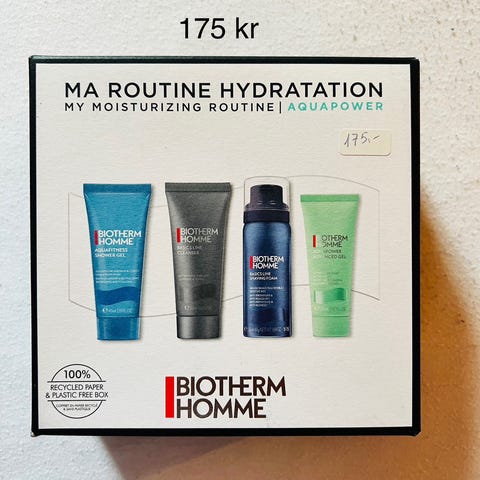 175 kr
MA ROUTINE HYDRATATION
MY MOISTURIZING ROUTINE | AQUAPOWER
175,-
BIOTHERM
HOMME
AQUAFITNESS
SHOWER GEL
BIOTHERM
HOMME
BASICS LINE
CLEANSER
BIOTHERM
HOMME
BASICS LINE
SHAVING FOAM
BIOTHERM
HOMME
100%
RECYCLED PAPER
& PLASTIC FREE BOX
BIOTHERM
HOMME